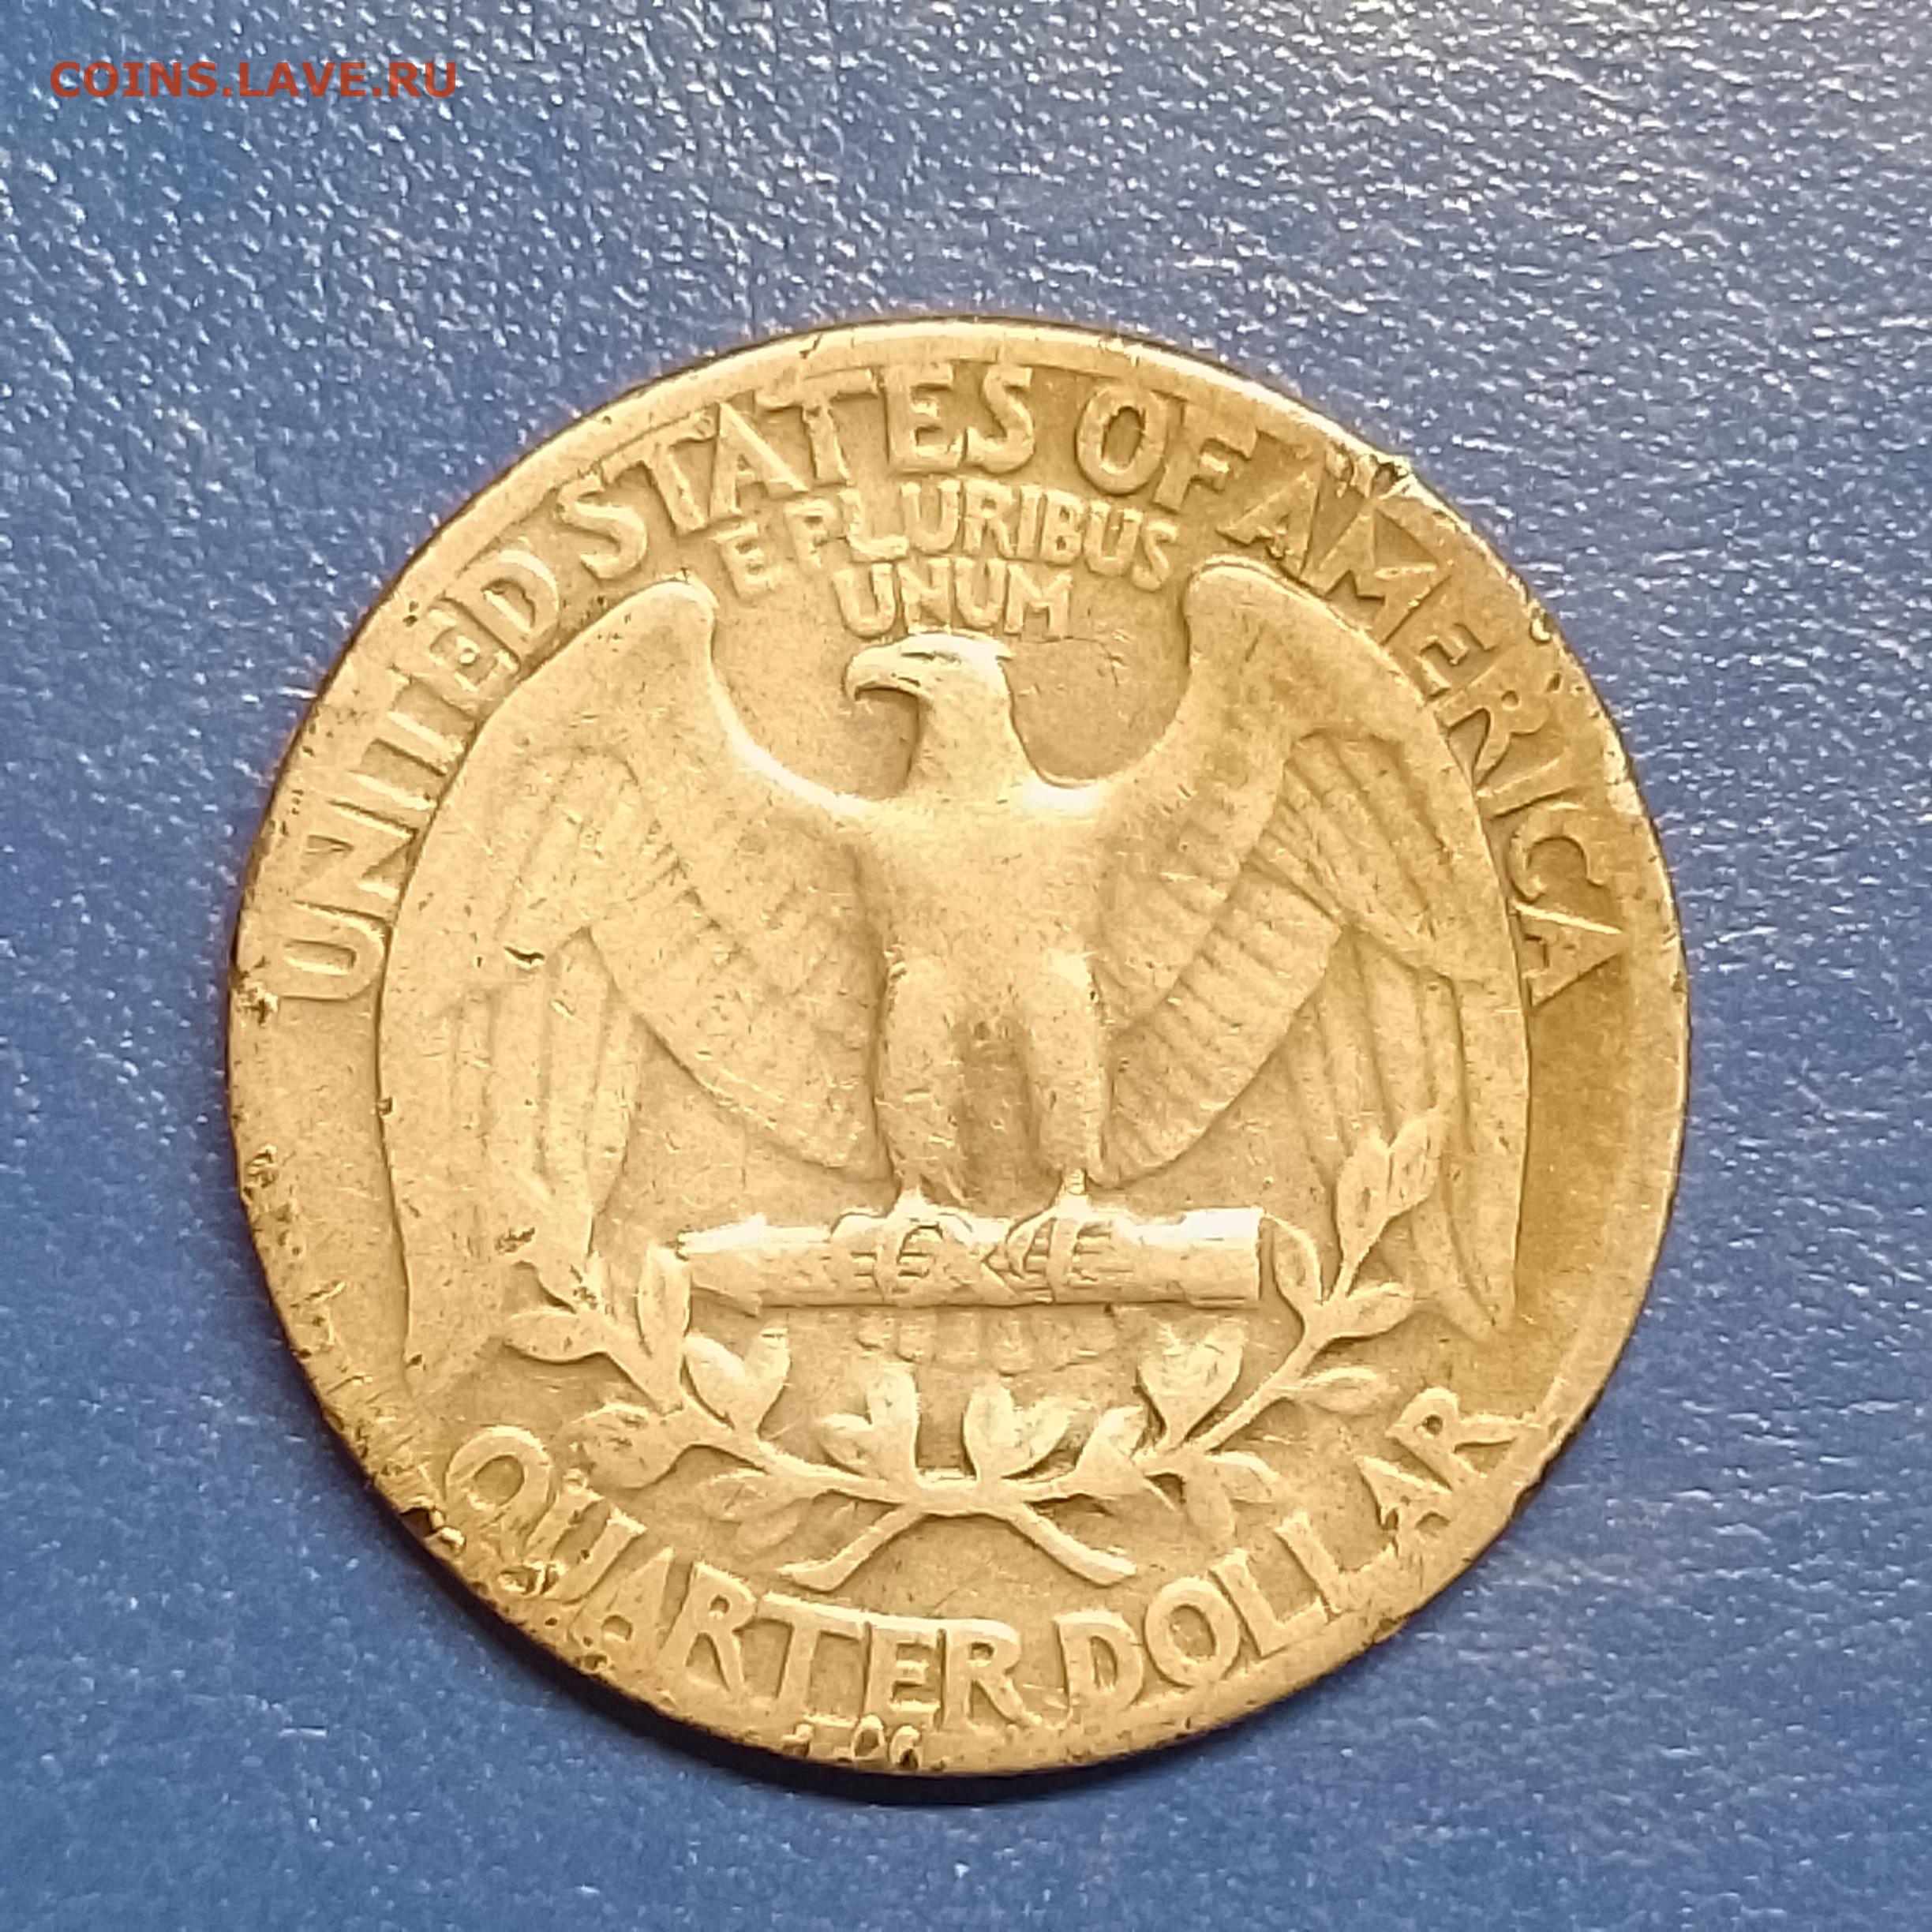 COINS.LAVE.RU
UNITED STATES OF AMERICA
E PLURIBUS
UNUM
QUARTER DOLLAR